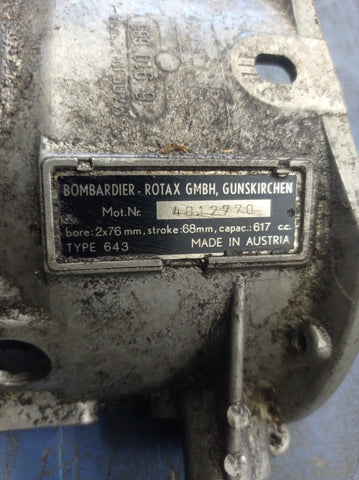 BOMBARDIER - ROTAX GMBH, GUNSKIRCHEN
Mot.Nr. 4012770
bore: 2x76 mm, stroke: 68mm, capac.: 617 c.c.
TYPE 643 MADE IN AUSTRIA